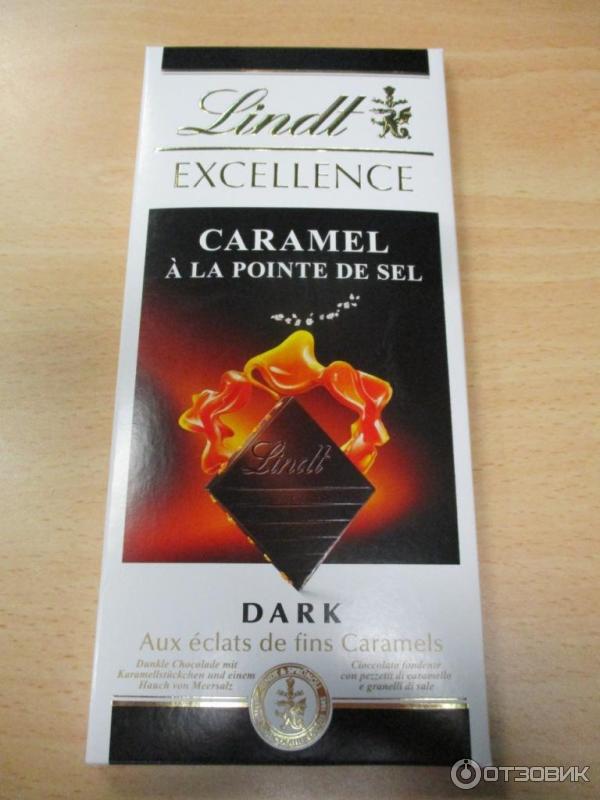 Lindt
EXCELLENCE
CARAMEL
À LA POINTE DE SEL
Lindt
DARK
Aux éclats de fins Caramels
Dunkle Chocolade mit
Karamellstückchen und einem
Hauch von Meersalz
Cioccolato fondente
con pezzetti di caramello
e granelli di sale
ОТЗОВИК